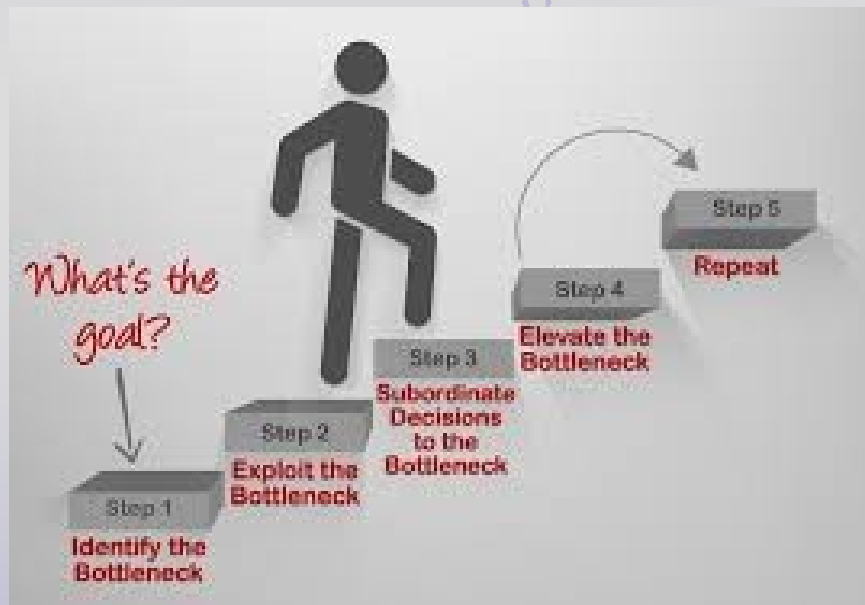 What's the
goal?
Step 1
Identify the
Bottleneck
Step 2
Exploit the
Bottleneck
Step 3
Subordinate
Decisions
to the
Bottleneck
Step 4
Elevate the
Bottleneck
Step 5
Repeat